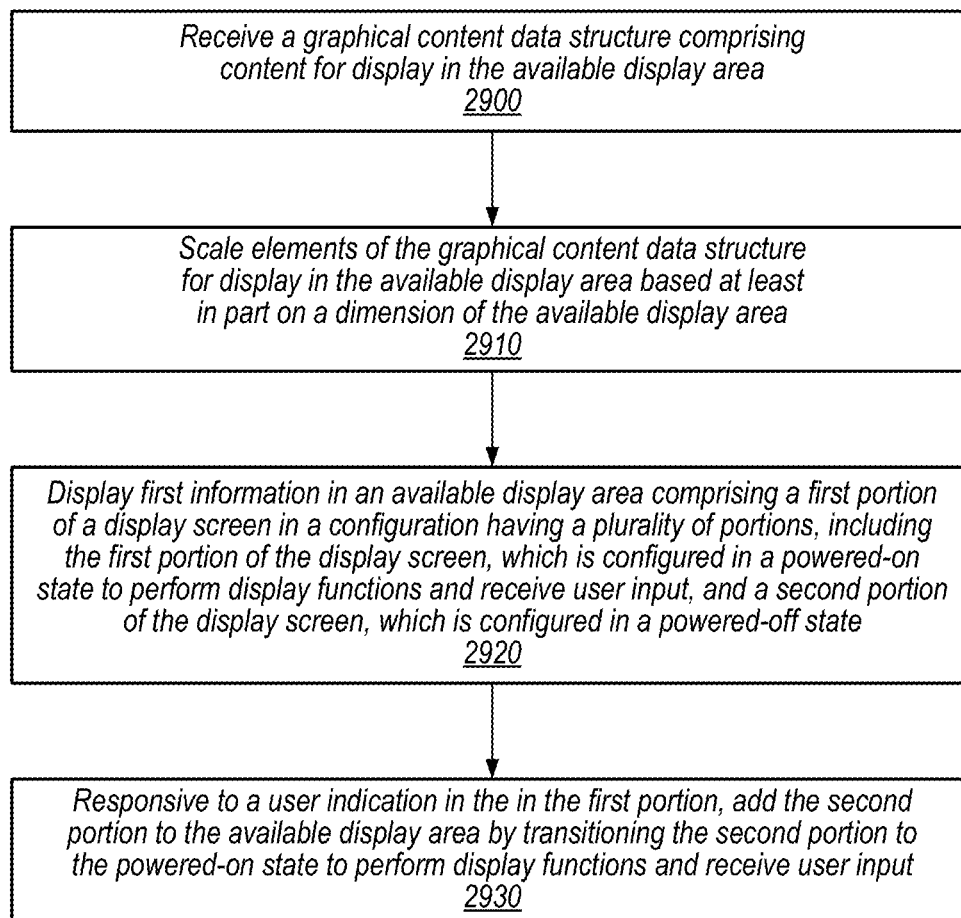 Receive a graphical content data structure comprising
content for display in the available display area
2900
Scale elements of the graphical content data structure
for display in the available display area based at least
in part on a dimension of the available display area
2910
Display first information in an available display area comprising a first portion
of a display screen in a configuration having a plurality of portions, including
the first portion of the display screen, which is configured in a powered-on
state to perform display functions and receive user input, and a second portion
of the display screen, which is configured in a powered-off state
2920
Responsive to a user indication in the in the first portion, add the second
portion to the available display area by transitioning the second portion to
the powered-on state to perform display functions and receive user input
2930